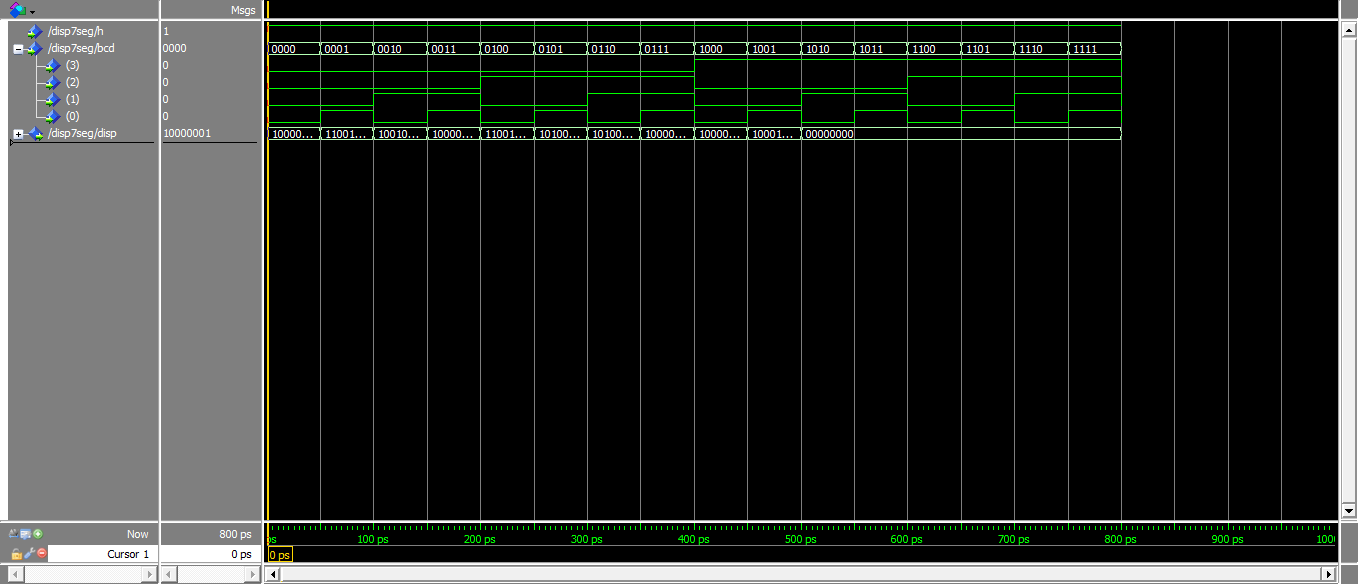 Msgs
/disp7seg/h 1
/disp7seg/bcd 0000 0000 0001 0010 0011 0100 0101 0110 0111 1000 1001 1010 1011 1100 1101 1110 1111
(3) 0
(2) 0
(1) 0
(0) 0
/disp7seg/disp 10000001 10000... 11001... 10010... 10000... 11001... 10100... 10100... 10000... 10000... 10001... 00000000
Now 800 ps ps 100 ps 200 ps 300 ps 400 ps 500 ps 600 ps 700 ps 800 ps 900 ps 1000
Cursor 1 0 ps 0 ps